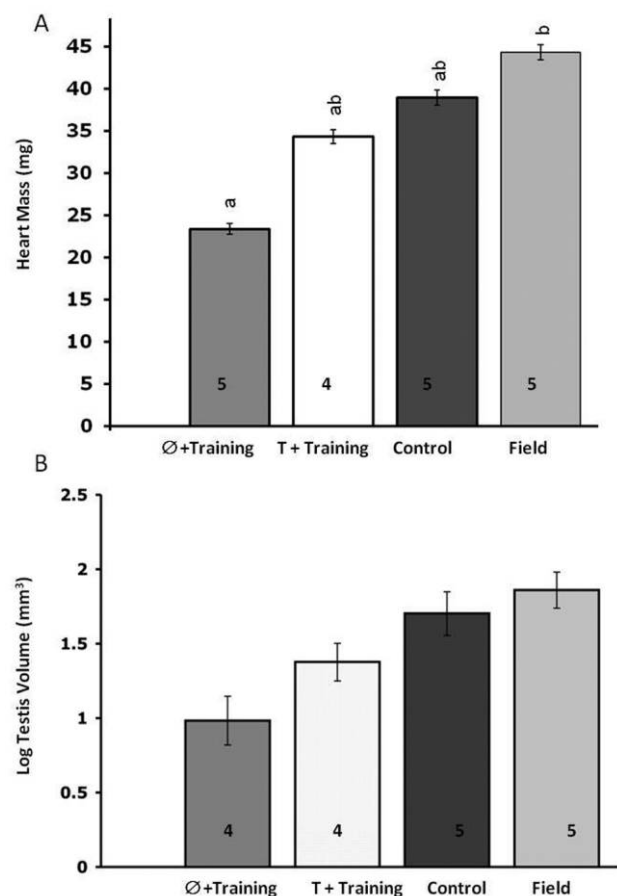 A
Heart Mass (mg)
45
40
35
30
25
20
15
10
5
0
a
ab
ab
b
5
4
5
5
∅+Training
T + Training
Control
Field
B
Log Testis Volume (mm³)
2.5
2
1.5
1
0.5
0
4
4
5
5
∅+Training
T + Training
Control
Field